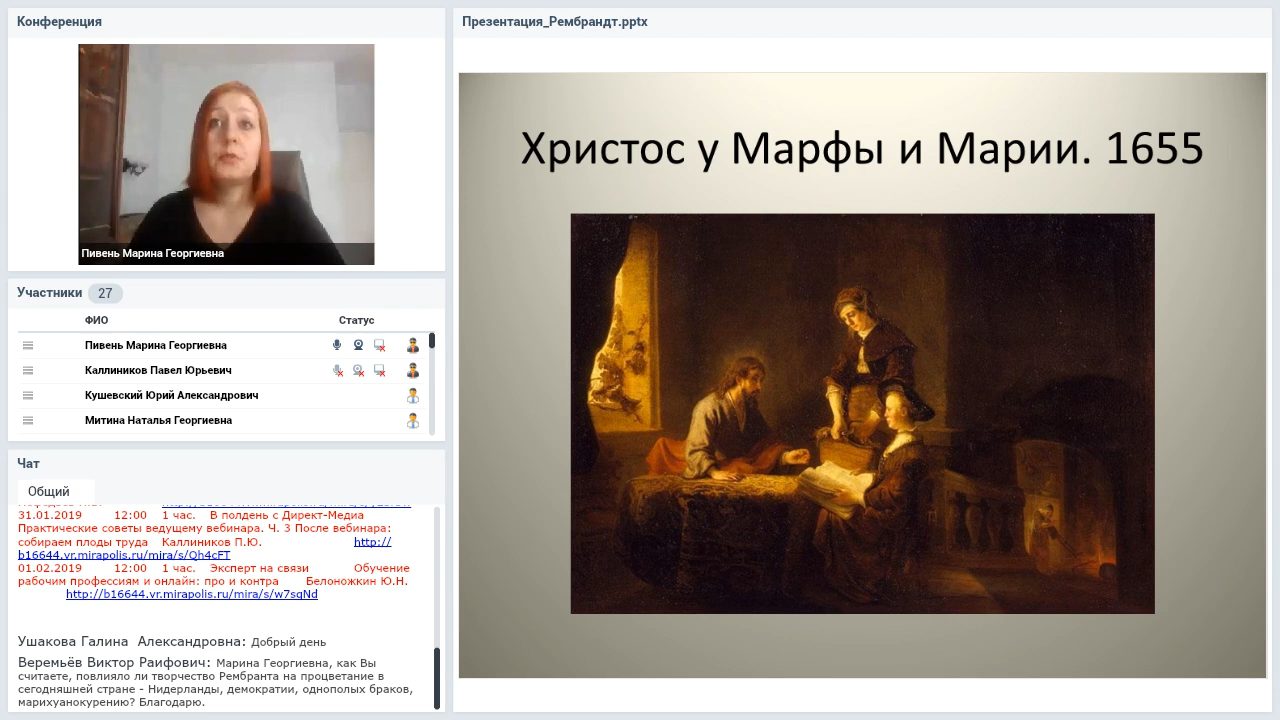 Конференция
Пивень Марина Георгиевна
Участники 27
ФИО Статус
Пивень Марина Георгиевна
Каллиников Павел Юрьевич
Кушевский Юрий Александрович
Митина Наталья Георгиевна
Чат
Общий
31.01.2019 12:00 1 час. В полдень с Директ-Медиа
Практические советы ведущему вебинара. Ч. 3 После вебинара:
собираем плоды труда Каллиников П.Ю. http://
b16644.vr.mirapolis.ru/mira/s/Qh4cFT
01.02.2019 12:00 1 час. Эксперт на связи Обучение
рабочим профессиям и онлайн: про и контра Белоножкин Ю.Н.
http://b16644.vr.mirapolis.ru/mira/s/w7sqNd
Ушакова Галина Александровна: Добрый день
Веремьёв Виктор Раифович: Марина Георгиевна, как Вы
считаете, повлияло ли творчество Рембранта на процветание в
сегодняшней стране - Нидерланды, демократии, однополых браков,
марихуанокурению? Благодарю.
Презентация_Рембрандт.pptx
Христос у Марфы и Марии. 1655